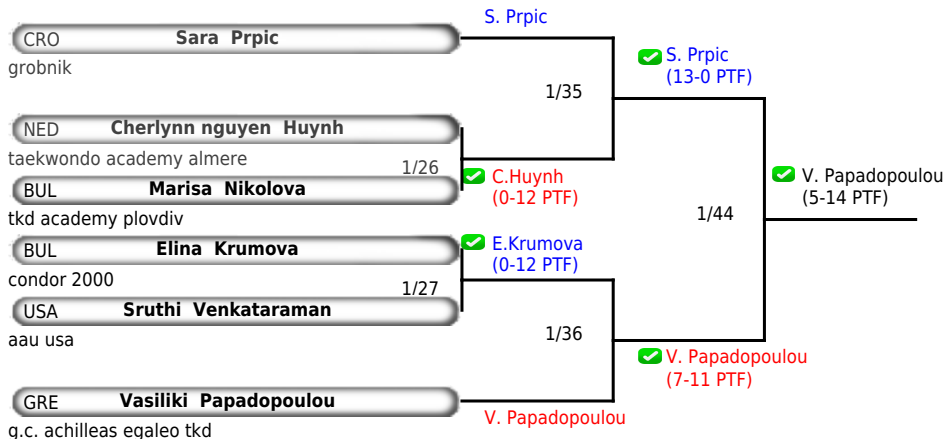 S. Prpic
CRO Sara Prpic
grobnik
S. Prpic
(13-0 PTF)
1/35
NED Cherlynn nguyen Huynh
taekwondo academy almere
1/26
C.Huynh
(0-12 PTF)
BUL Marisa Nikolova
tkd academy plovdiv
V. Papadopoulou
(5-14 PTF)
1/44
BUL Elina Krumova
condor 2000
E.Krumova
(0-12 PTF)
1/27
USA Sruthi Venkataraman
aau usa
1/36
V. Papadopoulou
(7-11 PTF)
GRE Vasiliki Papadopoulou
g.c. achilleas egaleo tkd
V. Papadopoulou